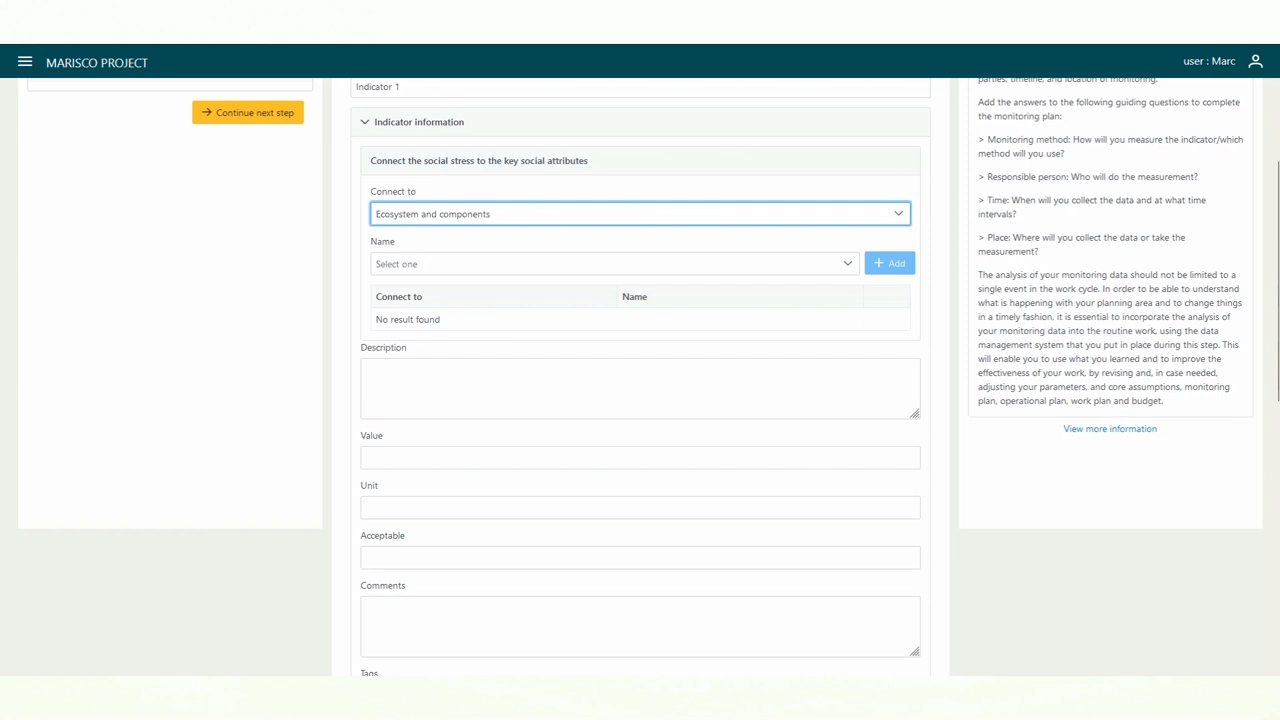 MARISCO PROJECT
user : Marc
Continue next step
Indicator 1
Indicator information
Connect the social stress to the key social attributes
Connect to
Ecosystem and components
Name
Select one
Add
Connect to Name
No result found
Description
Value
Unit
Acceptable
Comments
Tags
parties, timeline, and location of monitoring.
Add the answers to the following guiding questions to complete
the monitoring plan:
> Monitoring method: How will you measure the indicator/which
method will you use?
> Responsible person: Who will do the measurement?
> Time: When will you collect the data and at what time
intervals?
> Place: Where will you collect the data or take the
measurement?
The analysis of your monitoring data should not be limited to a
single event in the work cycle. In order to be able to understand
what is happening with your planning area and to change things
in a timely fashion, it is essential to incorporate the analysis of
your monitoring data into the routine work, using the data
management system that you put in place during this step. This
will enable you to use what you learned and to improve the
effectiveness of your work, by revising and, in case needed,
adjusting your parameters, and core assumptions, monitoring
plan, operational plan, work plan and budget.
View more information